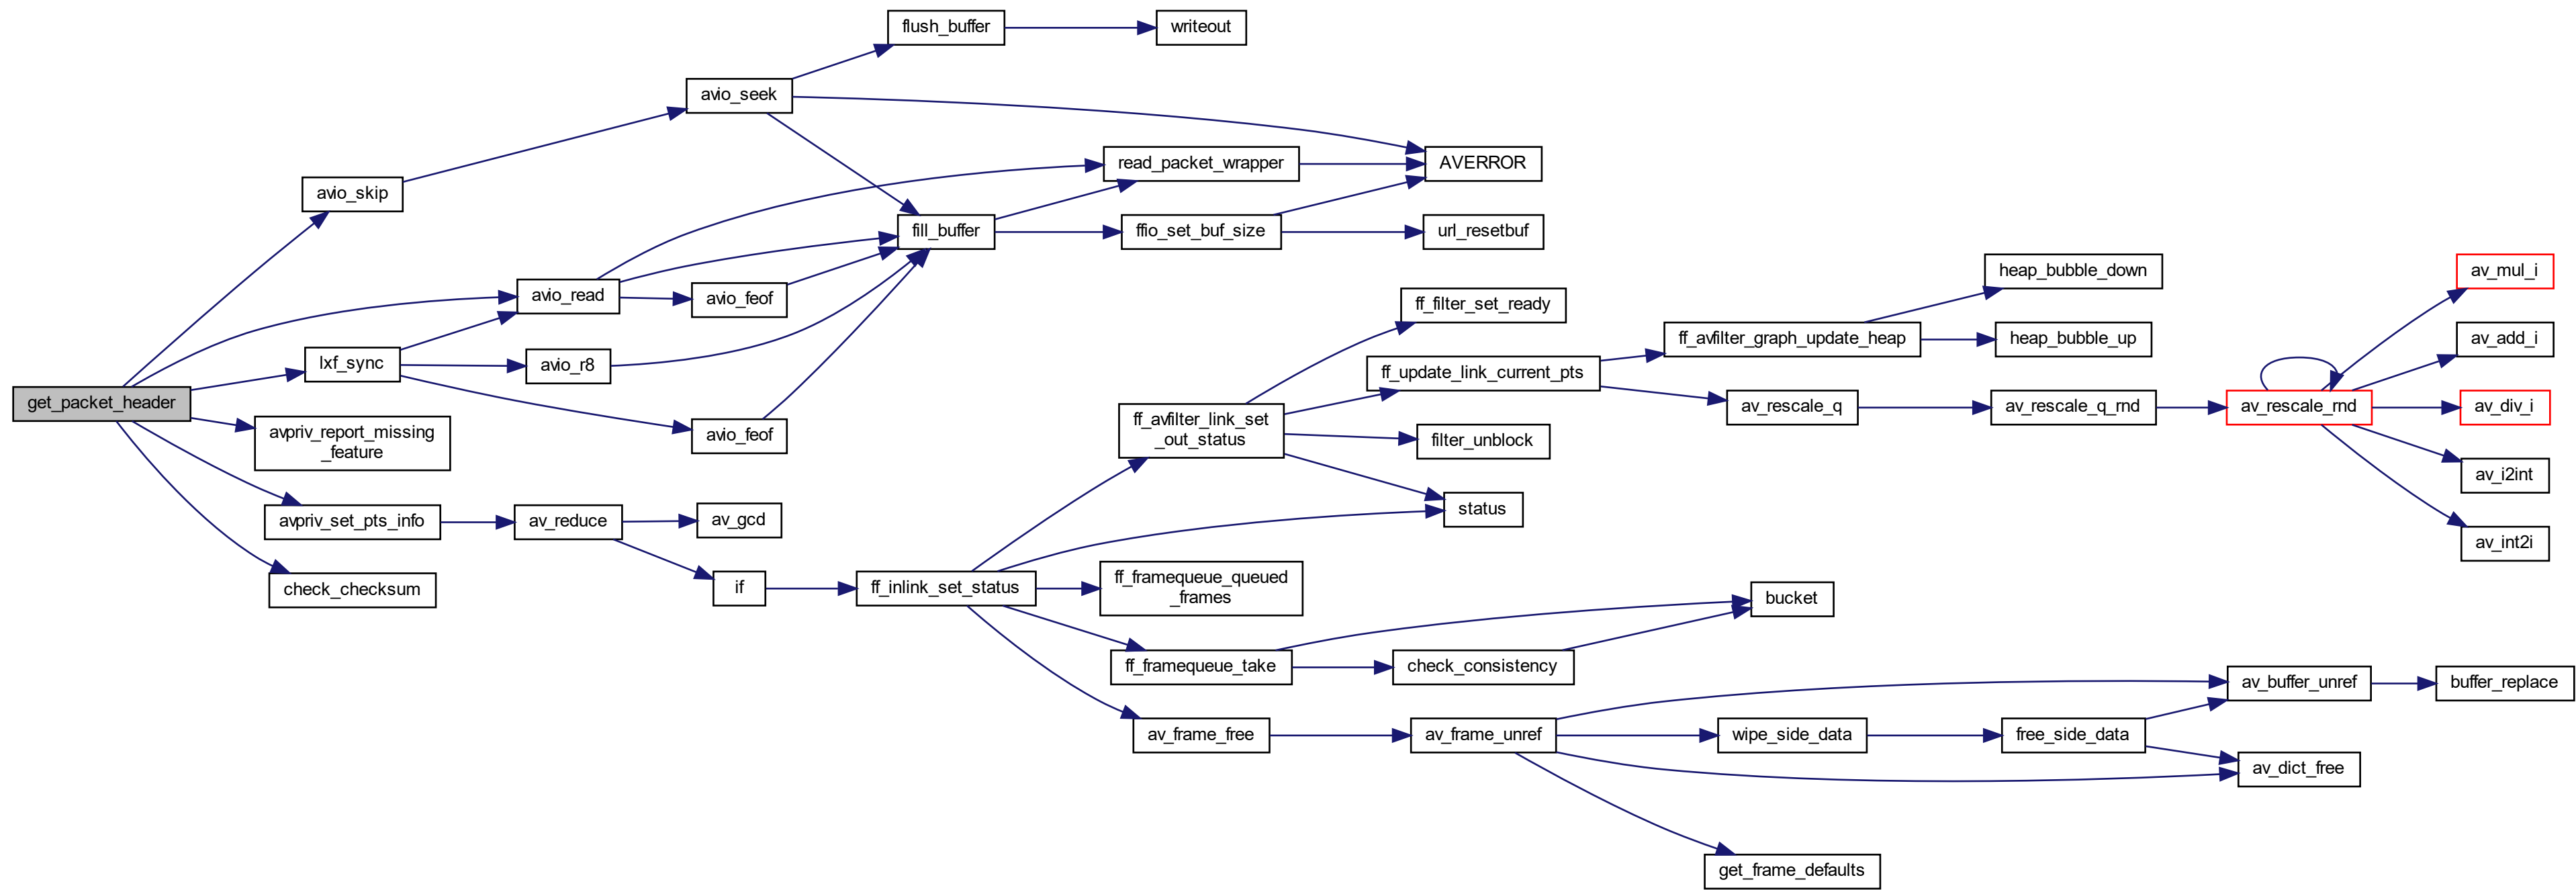 flush_buffer
writeout
avio_seek
read_packet_wrapper
AVERROR
avio_skip
fill_buffer
ffio_set_buf_size
url_resetbuf
heap_bubble_down
av_mul_i
avio_read
avio_feof
ff_filter_set_ready
ff_avfilter_graph_update_heap
heap_bubble_up
av_add_i
lxf_sync
avio_r8
ff_update_link_current_pts
get_packet_header
av_rescale_q
av_rescale_q_rnd
av_rescale_rnd
av_div_i
avpriv_report_missing
_feature
avio_feof
ff_avfilter_link_set
_out_status
filter_unblock
av_i2int
avpriv_set_pts_info
av_reduce
av_gcd
status
av_int2i
check_checksum
if
ff_inlink_set_status
ff_framequeue_queued
_frames
bucket
ff_framequeue_take
check_consistency
av_buffer_unref
buffer_replace
av_frame_free
av_frame_unref
wipe_side_data
free_side_data
av_dict_free
get_frame_defaults